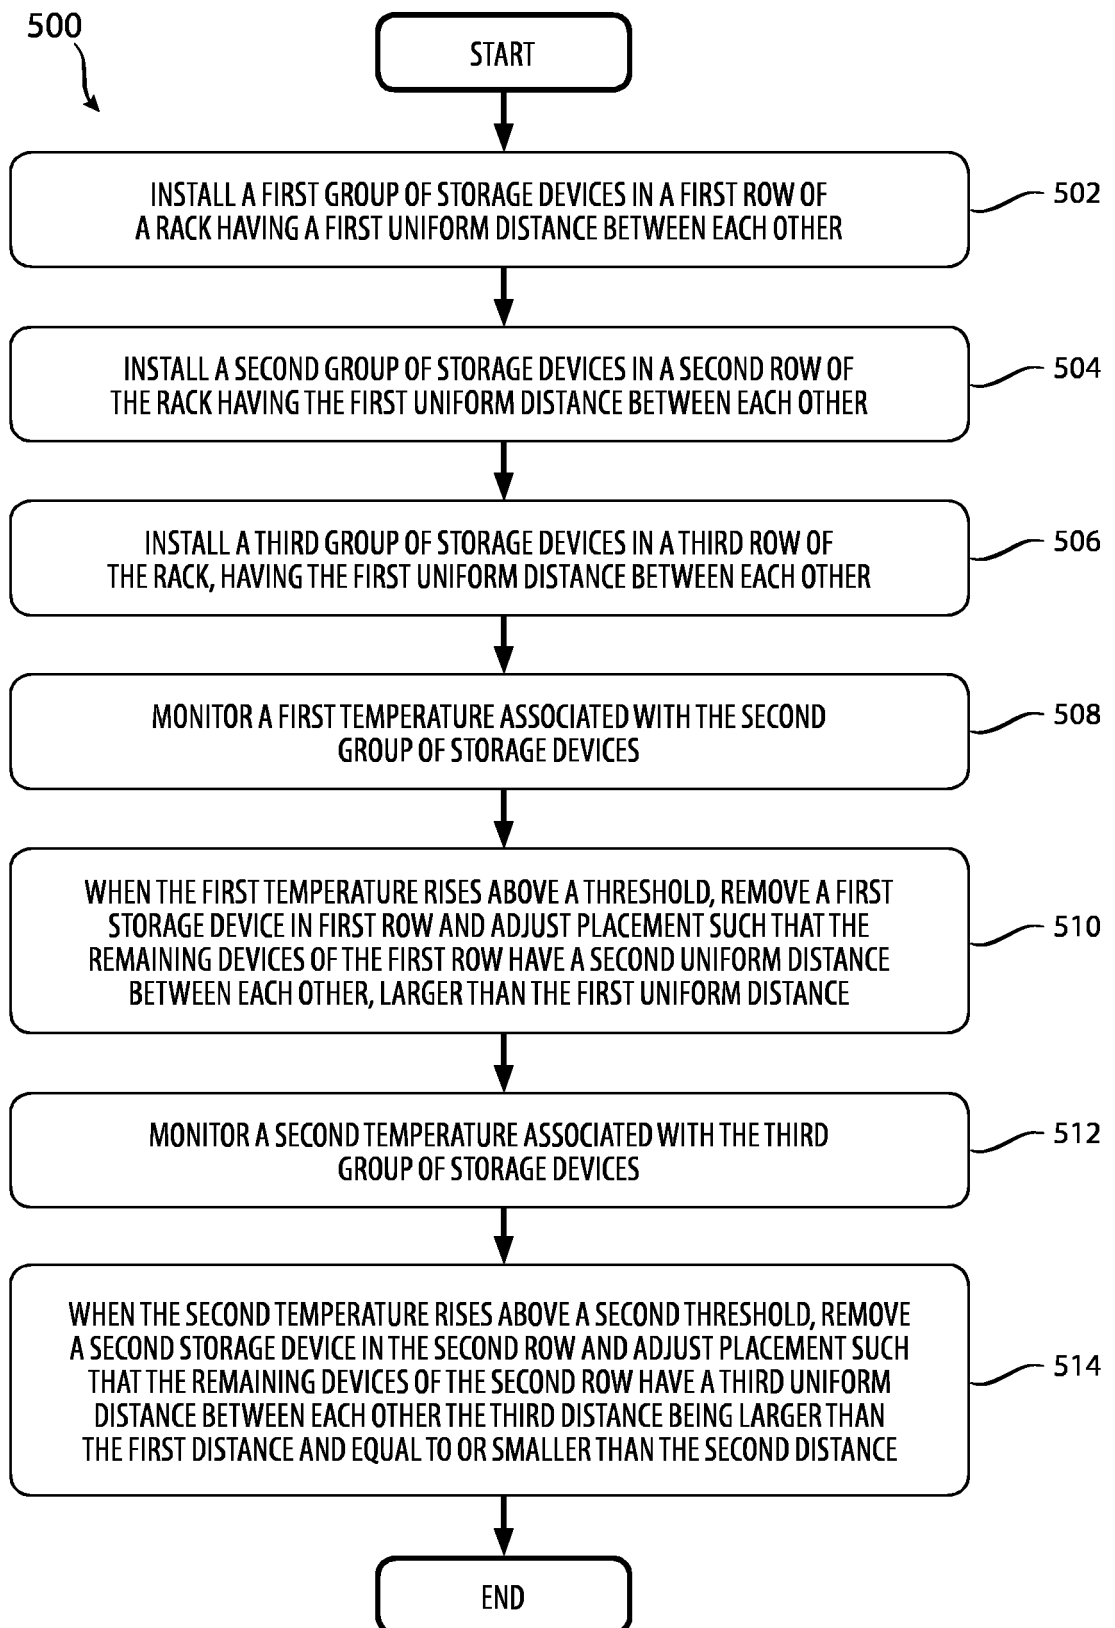 500
START
INSTALL A FIRST GROUP OF STORAGE DEVICES IN A FIRST ROW OF
A RACK HAVING A FIRST UNIFORM DISTANCE BETWEEN EACH OTHER
502
INSTALL A SECOND GROUP OF STORAGE DEVICES IN A SECOND ROW OF
THE RACK HAVING THE FIRST UNIFORM DISTANCE BETWEEN EACH OTHER
504
INSTALL A THIRD GROUP OF STORAGE DEVICES IN A THIRD ROW OF
THE RACK, HAVING THE FIRST UNIFORM DISTANCE BETWEEN EACH OTHER
506
MONITOR A FIRST TEMPERATURE ASSOCIATED WITH THE SECOND
GROUP OF STORAGE DEVICES
508
WHEN THE FIRST TEMPERATURE RISES ABOVE A THRESHOLD, REMOVE A FIRST
STORAGE DEVICE IN FIRST ROW AND ADJUST PLACEMENT SUCH THAT THE
REMAINING DEVICES OF THE FIRST ROW HAVE A SECOND UNIFORM DISTANCE
BETWEEN EACH OTHER, LARGER THAN THE FIRST UNIFORM DISTANCE
510
MONITOR A SECOND TEMPERATURE ASSOCIATED WITH THE THIRD
GROUP OF STORAGE DEVICES
512
WHEN THE SECOND TEMPERATURE RISES ABOVE A SECOND THRESHOLD, REMOVE
A SECOND STORAGE DEVICE IN THE SECOND ROW AND ADJUST PLACEMENT SUCH
THAT THE REMAINING DEVICES OF THE SECOND ROW HAVE A THIRD UNIFORM
DISTANCE BETWEEN EACH OTHER THE THIRD DISTANCE BEING LARGER THAN
THE FIRST DISTANCE AND EQUAL TO OR SMALLER THAN THE SECOND DISTANCE
514
END